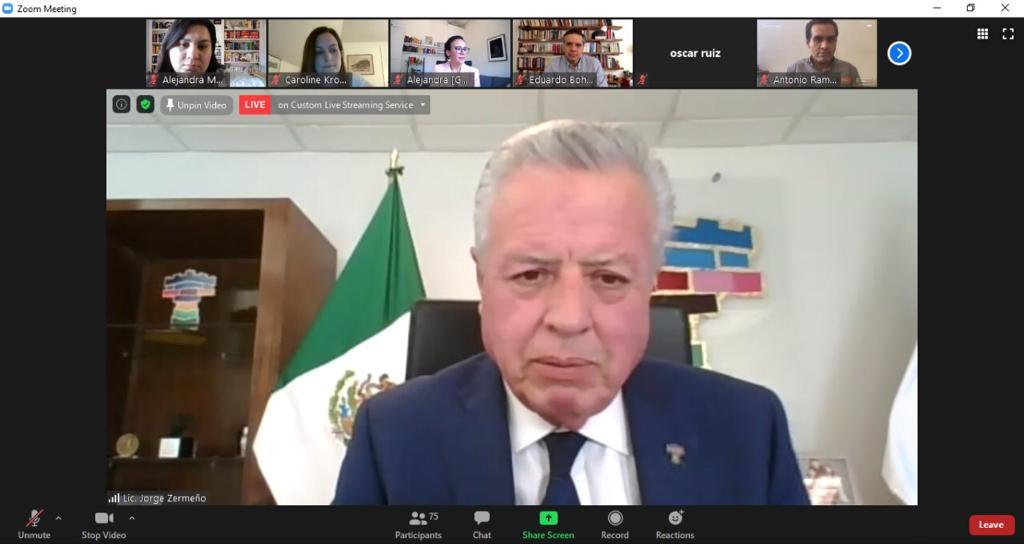 Zoom Meeting
Alejandra M...
Caroline Kro...
Alejandra [G...
Eduardo Boh...
oscar ruiz
Antonio Ram...
Unpin Video
LIVE on Custom Live Streaming Service
Lic. Jorge Zermeño
75
Unmute
Stop Video
Participants
Chat
Share Screen
Record
Reactions
Leave